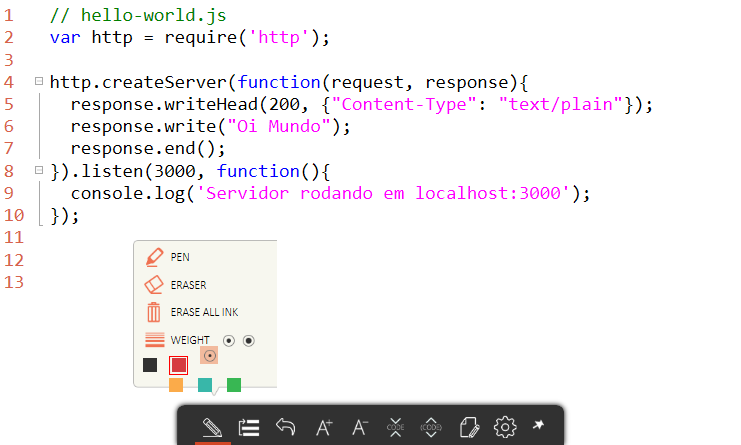 1 // hello-world.js
2 var http = require('http');
3
4 http.createServer(function(request, response){
5 response.writeHead(200, {"Content-Type": "text/plain"});
6 response.write("Oi Mundo");
7 response.end();
8 }).listen(3000, function(){
9 console.log('Servidor rodando em localhost:3000');
10 });
11
12
13
PEN
ERASER
ERASE ALL INK
WEIGHT
A+ A- CODE (CODE)